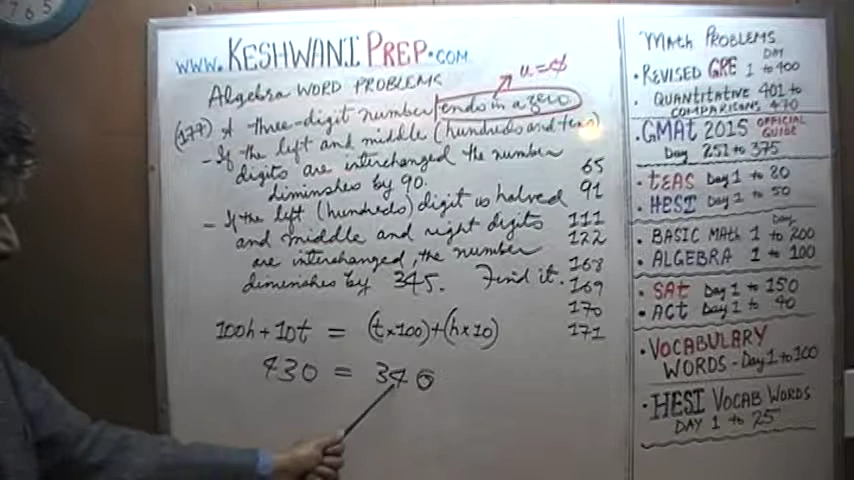 7 6 5
www.KESHWANIPREP.com
Algebra WORD PROBLEMS
u=ø
(177) A three-digit number ends in a zero
- If the left and middle (hundreds and tens)
digits are interchanged the number
diminshes by 90.
- If the left (hundreds) digit is halved
and middle and right digits
are interchanged, the number
diminshes by 345. Find it.
65
91
111
122
168
169
170
171
100h + 10t = (t×100)+(h×10)
430 = 340
Math PROBLEMS
DAY
• REVISED GRE 1 to 400
• QUANTITATIVE 401 to
COMPARISONS 470
• GMAT 2015 OFFICIAL GUIDE
Day 251 to 375
• TEAS Day 1 to 80
• HESI Day 1 to 50
Day
• BASIC Math 1 to 200
• ALGEBRA 1 to 100
• SAt Day 1 to 150
• ACT Day 1 to 40
• VOCABULARY
WORDS - Day 1 to 100
• HESI VOCAB WORDS
DAY 1 to 25